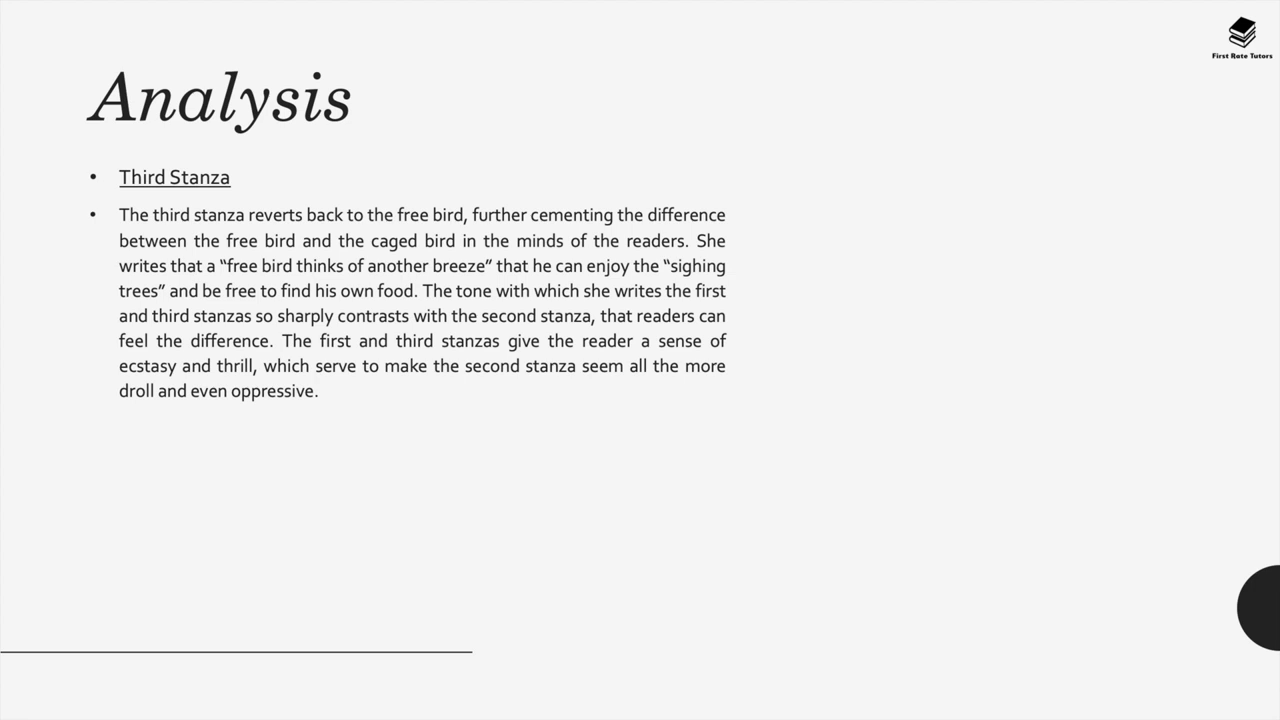 First Rate Tutors
Analysis
• Third Stanza
• The third stanza reverts back to the free bird, further cementing the difference
between the free bird and the caged bird in the minds of the readers. She
writes that a “free bird thinks of another breeze” that he can enjoy the “sighing
trees” and be free to find his own food. The tone with which she writes the first
and third stanzas so sharply contrasts with the second stanza, that readers can
feel the difference. The first and third stanzas give the reader a sense of
ecstasy and thrill, which serve to make the second stanza seem all the more
droll and even oppressive.